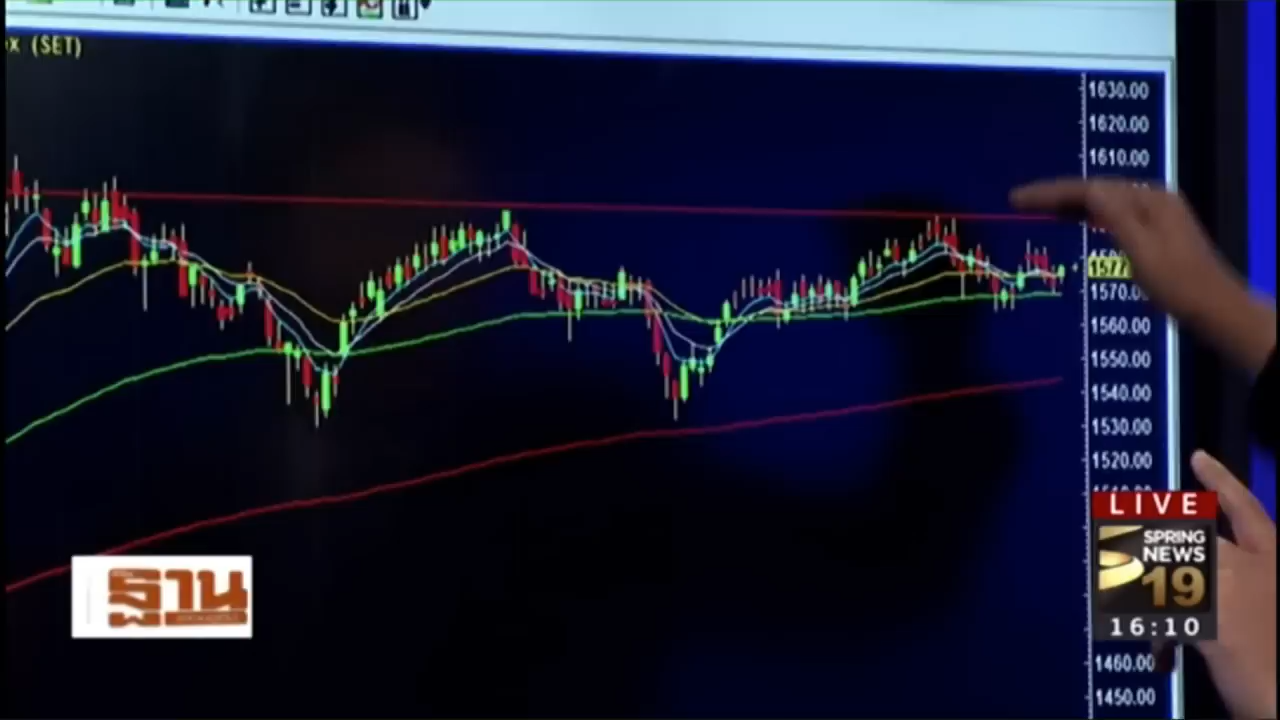 x (SET)
1630.00
1620.00
1610.00
1577
1570.00
1560.00
1550.00
1540.00
1530.00
1520.00
LIVE
SPRING
NEWS
19
16:10
ฐาน
1460.00
1450.00